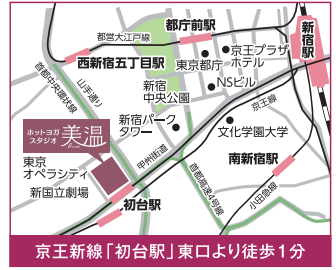 都庁前駅
都営大江戸線
新宿駅
京王プラザ
ホテル
西新宿五丁目駅
東京都庁
NSビル
首都中央環状線
山手通り
新宿
中央公園
京王線
ホットヨガ
スタジオ
美温
新宿パーク
タワー
文化学園大学
甲州街道
東京
オペラシティ
南新宿駅
新国立劇場
首都高速4号線
初台駅
小田急線
京王新線「初台駅」東口より徒歩1分